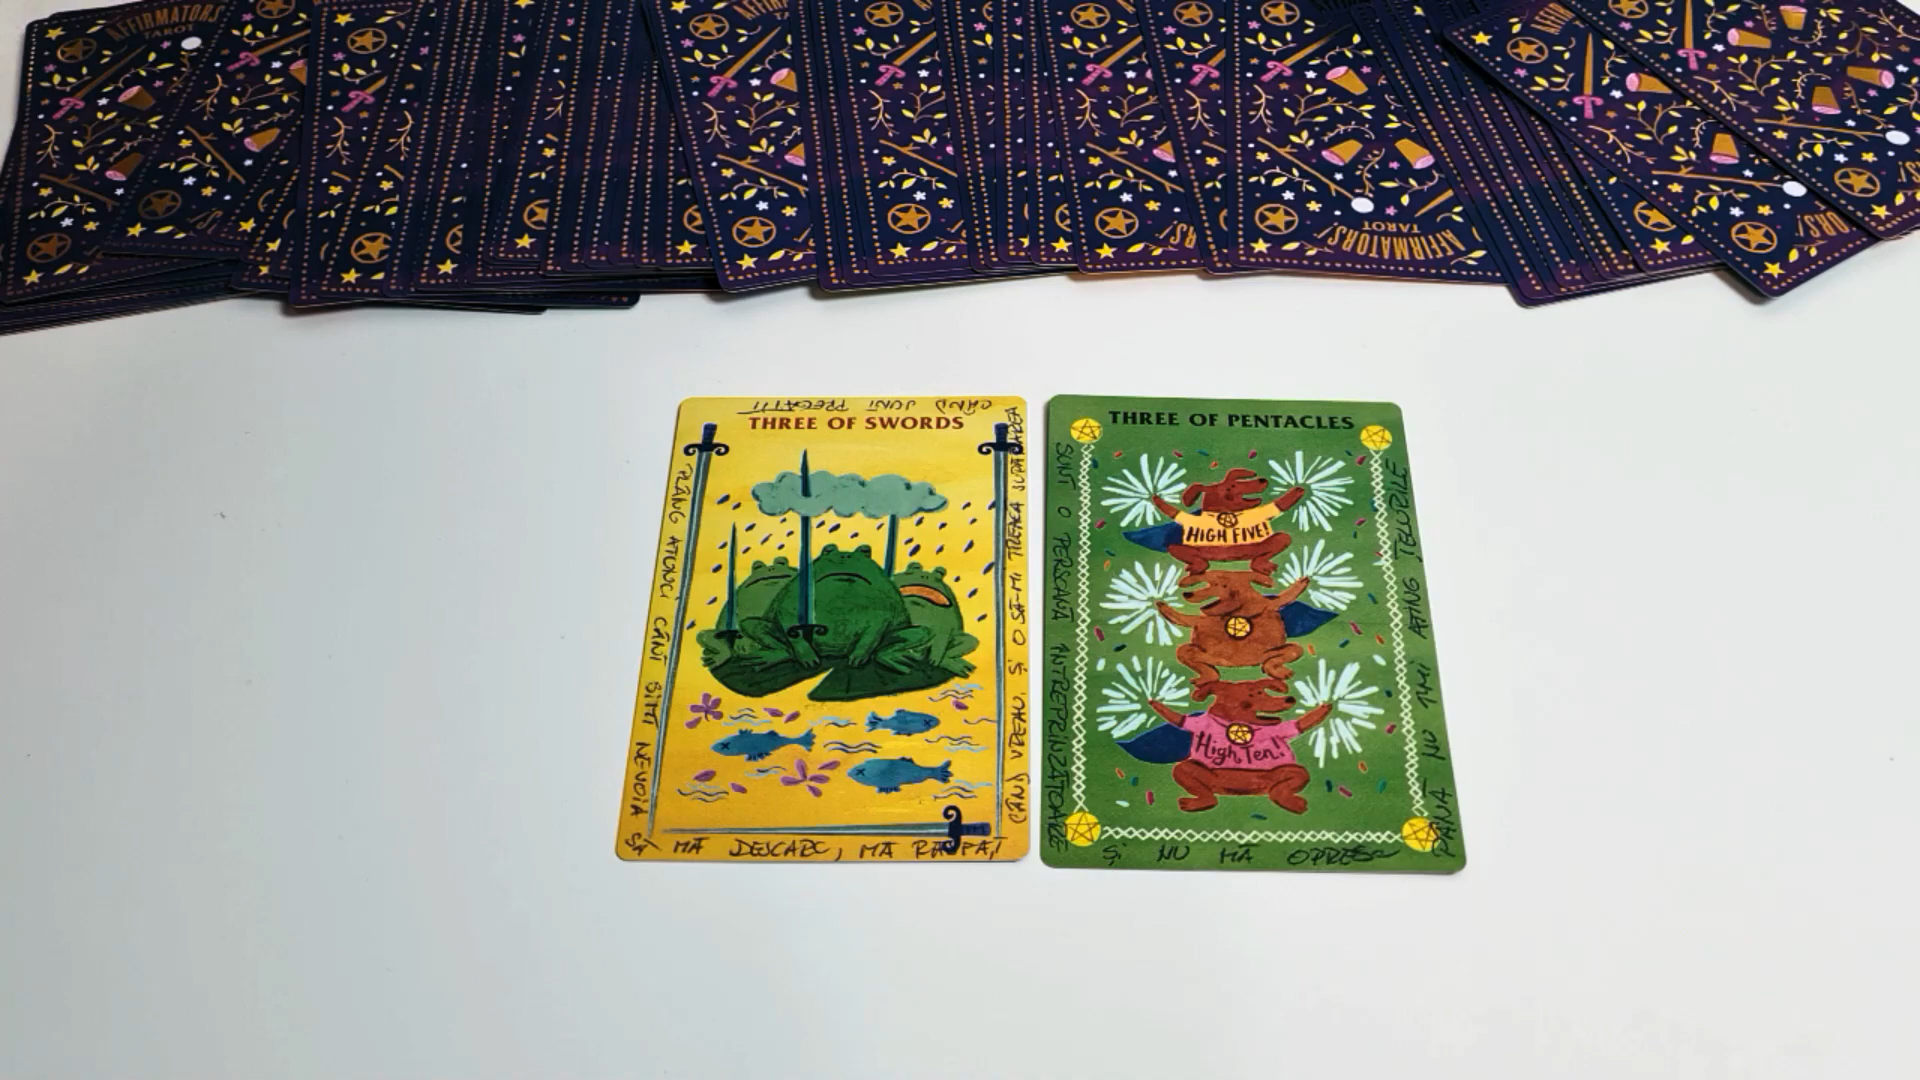 AFFIRMATORS!
TAROT
AFFIRMATORS!
TAROT
THREE OF SWORDS
PLÂNG ATUNCI CÂND SIMT NEVOIA SĂ
MĂ DESCARC, MĂ
CÂND VREAU. ȘI O SĂ-MI TREACĂ SUPĂRAREA
CÂND SUNT PREGĂTIT
THREE OF PENTACLES
HIGH FIVE!
High Ten!
SUNT O PERSOANĂ ÎNTREPRINZĂTOARE
ȘI NU MĂ OPRESC
PÂNĂ NU ÎMI ATING ȚELURILE